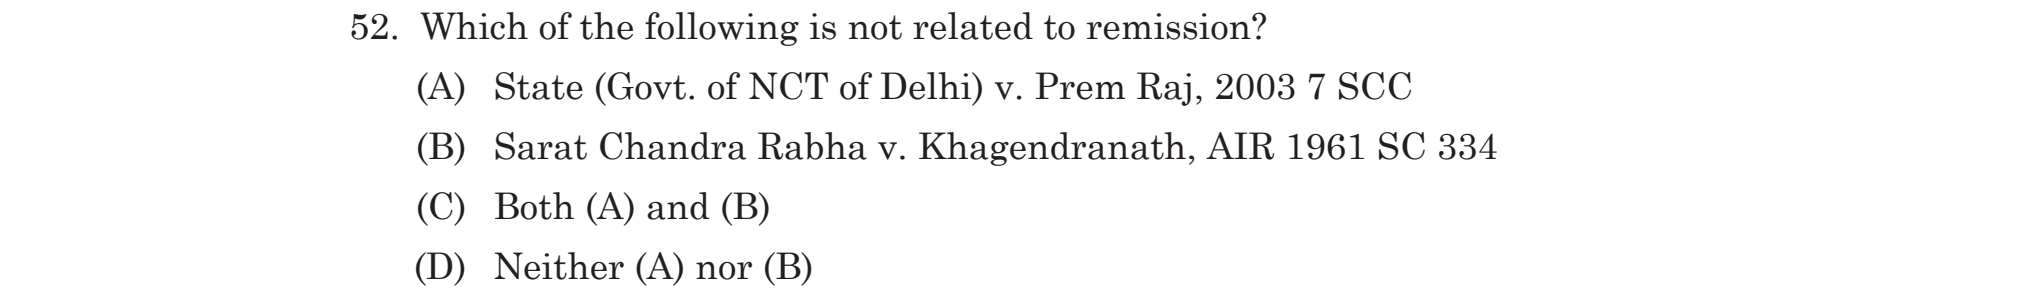 52. Which of the following is not related to remission?
(A) State (Govt. of NCT of Delhi) v. Prem Raj, 2003 7 SCC
(B) Sarat Chandra Rabha v. Khagendranath, AIR 1961 SC 334
(C) Both (A) and (B)
(D) Neither (A) nor (B)